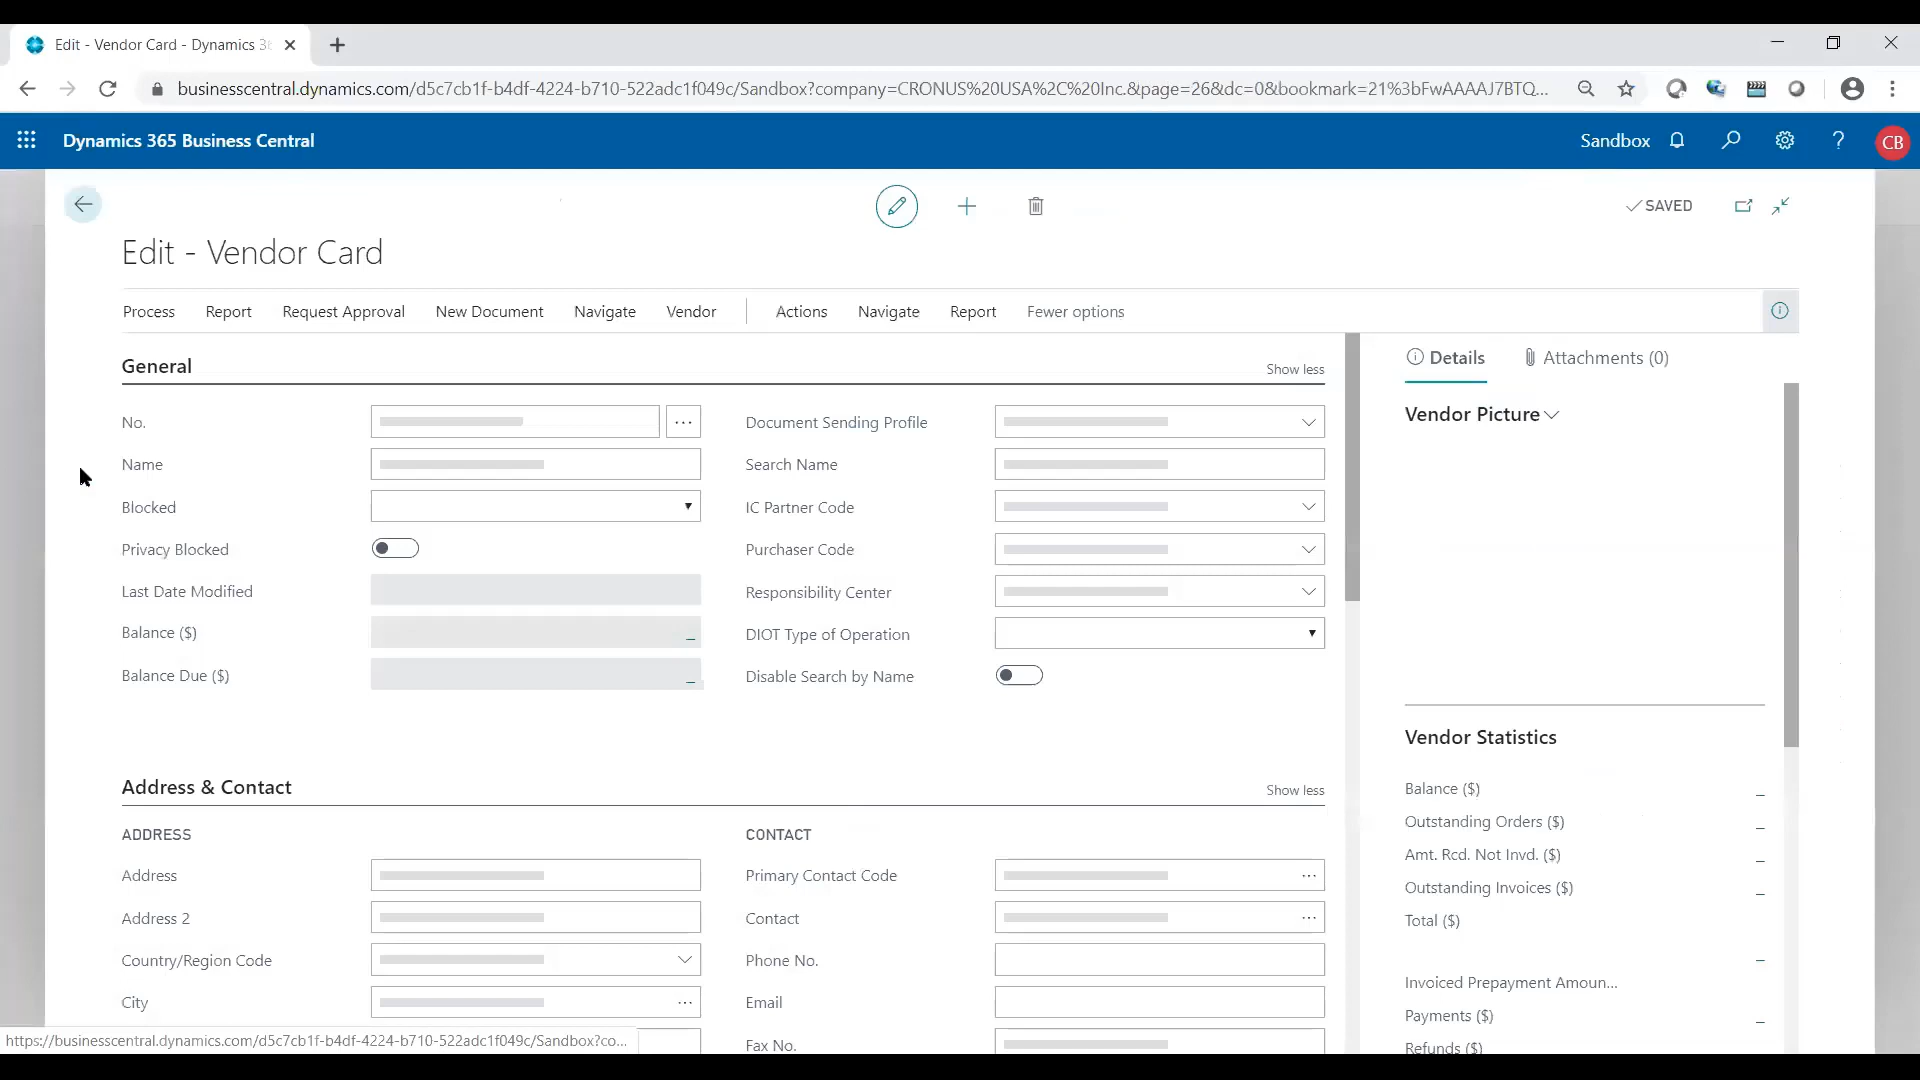 Edit - Vendor Card - Dynamics 36
businesscentral.dynamics.com/d5c7cb1f-b4df-4224-b710-522adc1f049c/Sandbox?company=CRONUS%20USA%2C%20Inc.&page=26&dc=0&bookmark=21%3bFwAAAAJ7BTQ...
Dynamics 365 Business Central
Sandbox
?
CB
SAVED
Edit - Vendor Card
Process Report Request Approval New Document Navigate Vendor Actions Navigate Report Fewer options
General
Show less
No.
Name
Blocked
Privacy Blocked
Last Date Modified
Balance ($)
Balance Due ($)
Document Sending Profile
Search Name
IC Partner Code
Purchaser Code
Responsibility Center
DIOT Type of Operation
Disable Search by Name
Address & Contact
Show less
ADDRESS
Address
Address 2
Country/Region Code
City
CONTACT
Primary Contact Code
Contact
Phone No.
Email
Fax No.
Details
Attachments (0)
Vendor Picture
Vendor Statistics
Balance ($)
Outstanding Orders ($)
Amt. Rcd. Not Invd. ($)
Outstanding Invoices ($)
Total ($)
Invoiced Prepayment Amoun...
Payments ($)
Refunds ($)
https://businesscentral.dynamics.com/d5c7cb1f-b4df-4224-b710-522adc1f049c/Sandbox?co...